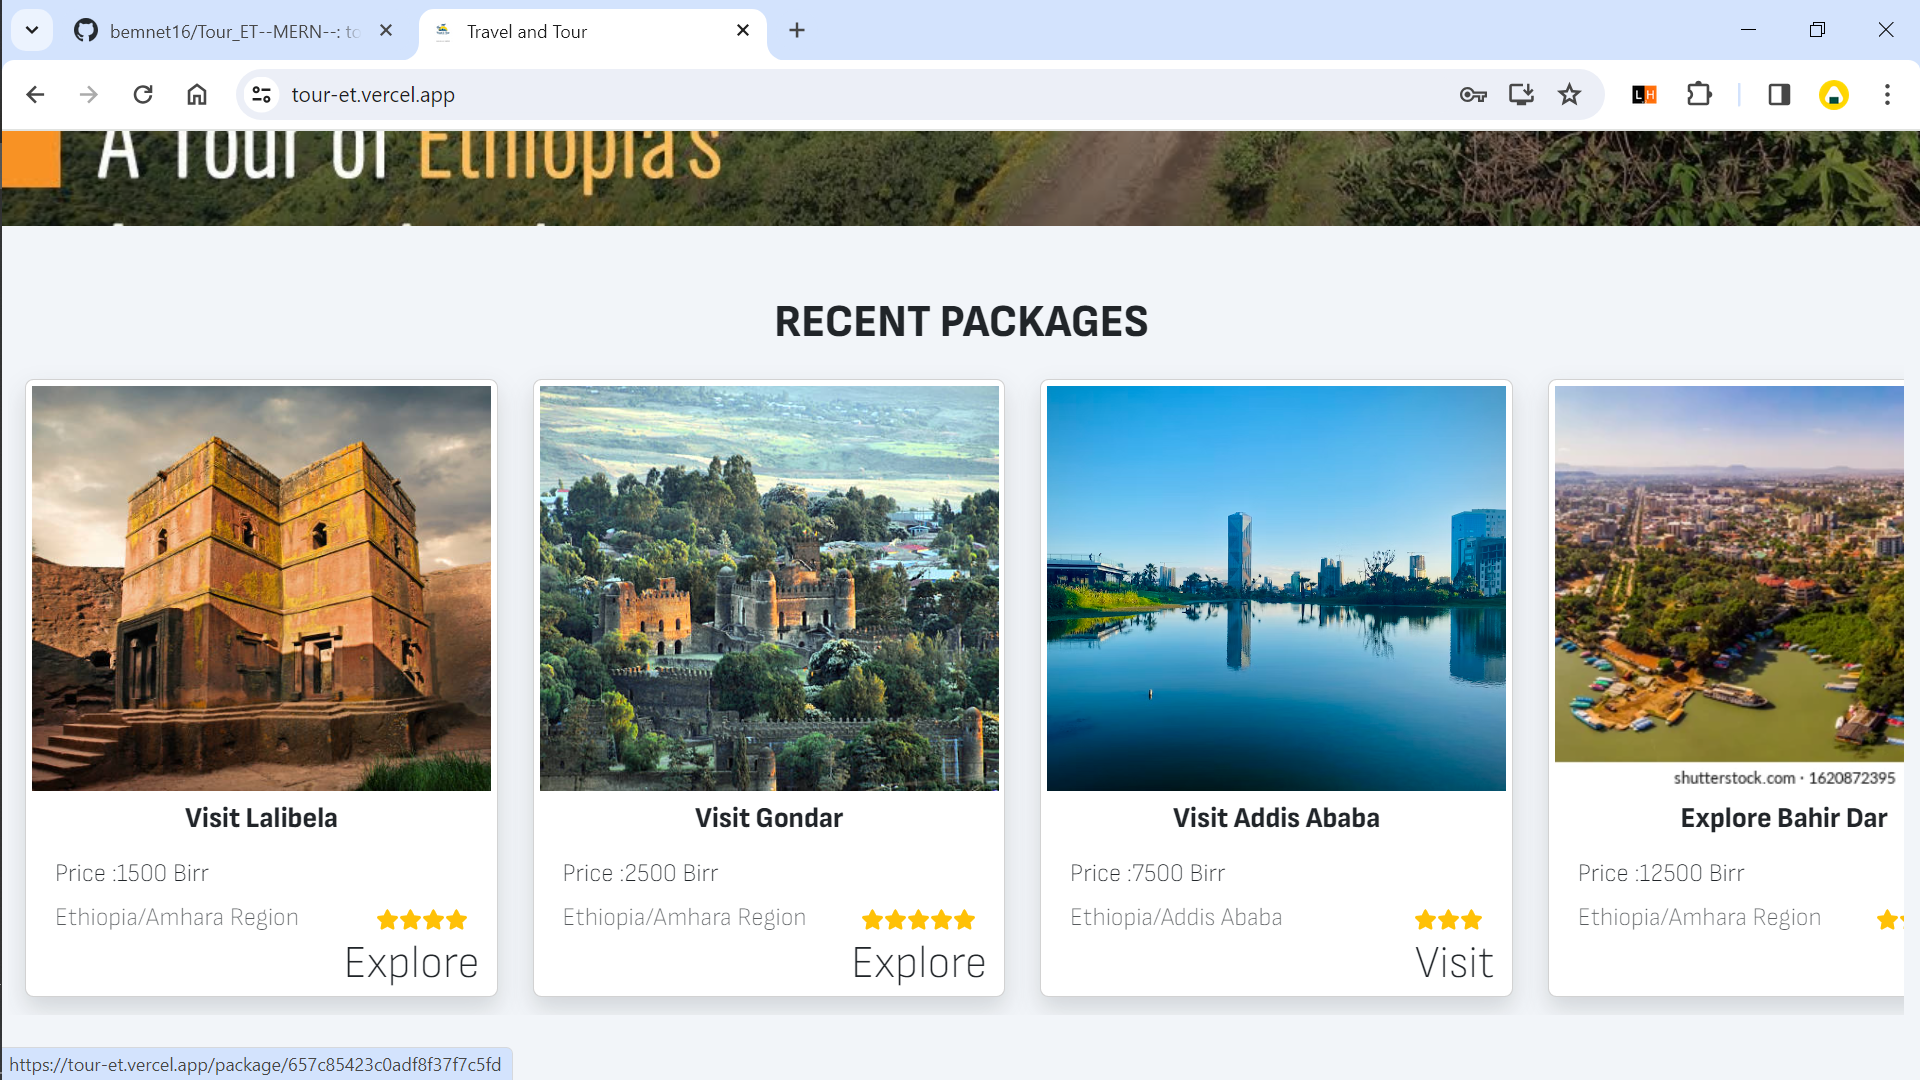 bemnet16/Tour_ET--MERN--: to
Travel and Tour
tour-et.vercel.app
LH
A Tour of Ethiopia's
RECENT PACKAGES
Visit Lalibela
Price :1500 Birr
Ethiopia/Amhara Region
Explore
Visit Gondar
Price :2500 Birr
Ethiopia/Amhara Region
Explore
Visit Addis Ababa
Price :7500 Birr
Ethiopia/Addis Ababa
Visit
shutterstock.com · 1620872395
Explore Bahir Dar
Price :12500 Birr
Ethiopia/Amhara Region
https://tour-et.vercel.app/package/657c85423c0adf8f37f7c5fd